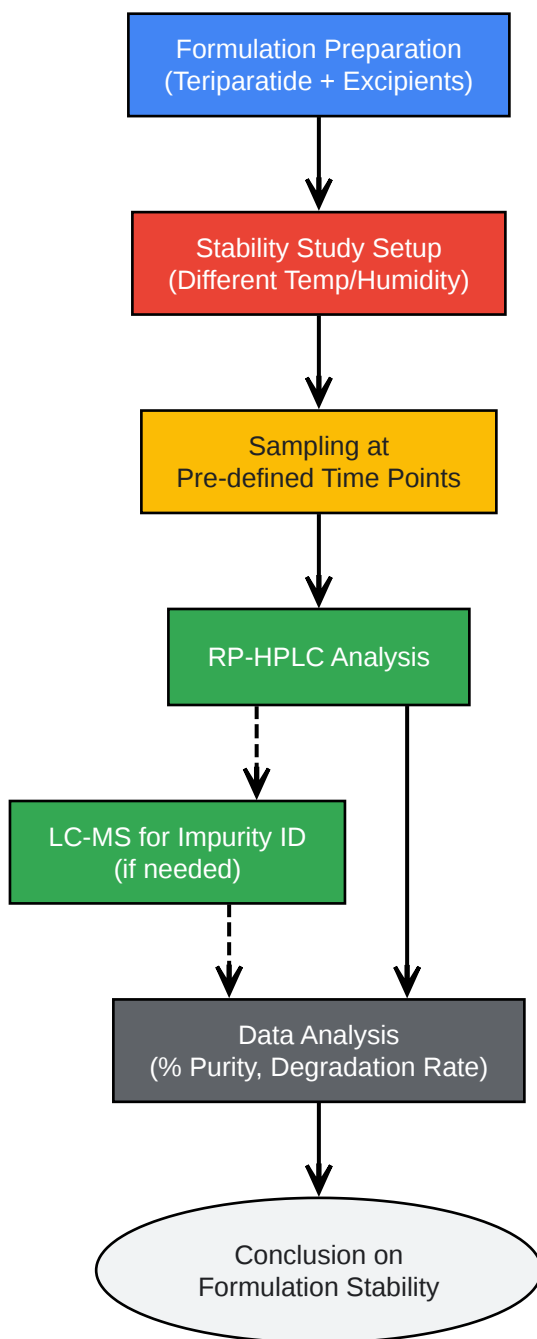 Formulation Preparation
(Teriparatide + Excipients)
Stability Study Setup
(Different Temp/Humidity)
Sampling at
Pre-defined Time Points
RP-HPLC Analysis
LC-MS for Impurity ID
(if needed)
Data Analysis
(% Purity, Degradation Rate)
Conclusion on
Formulation Stability